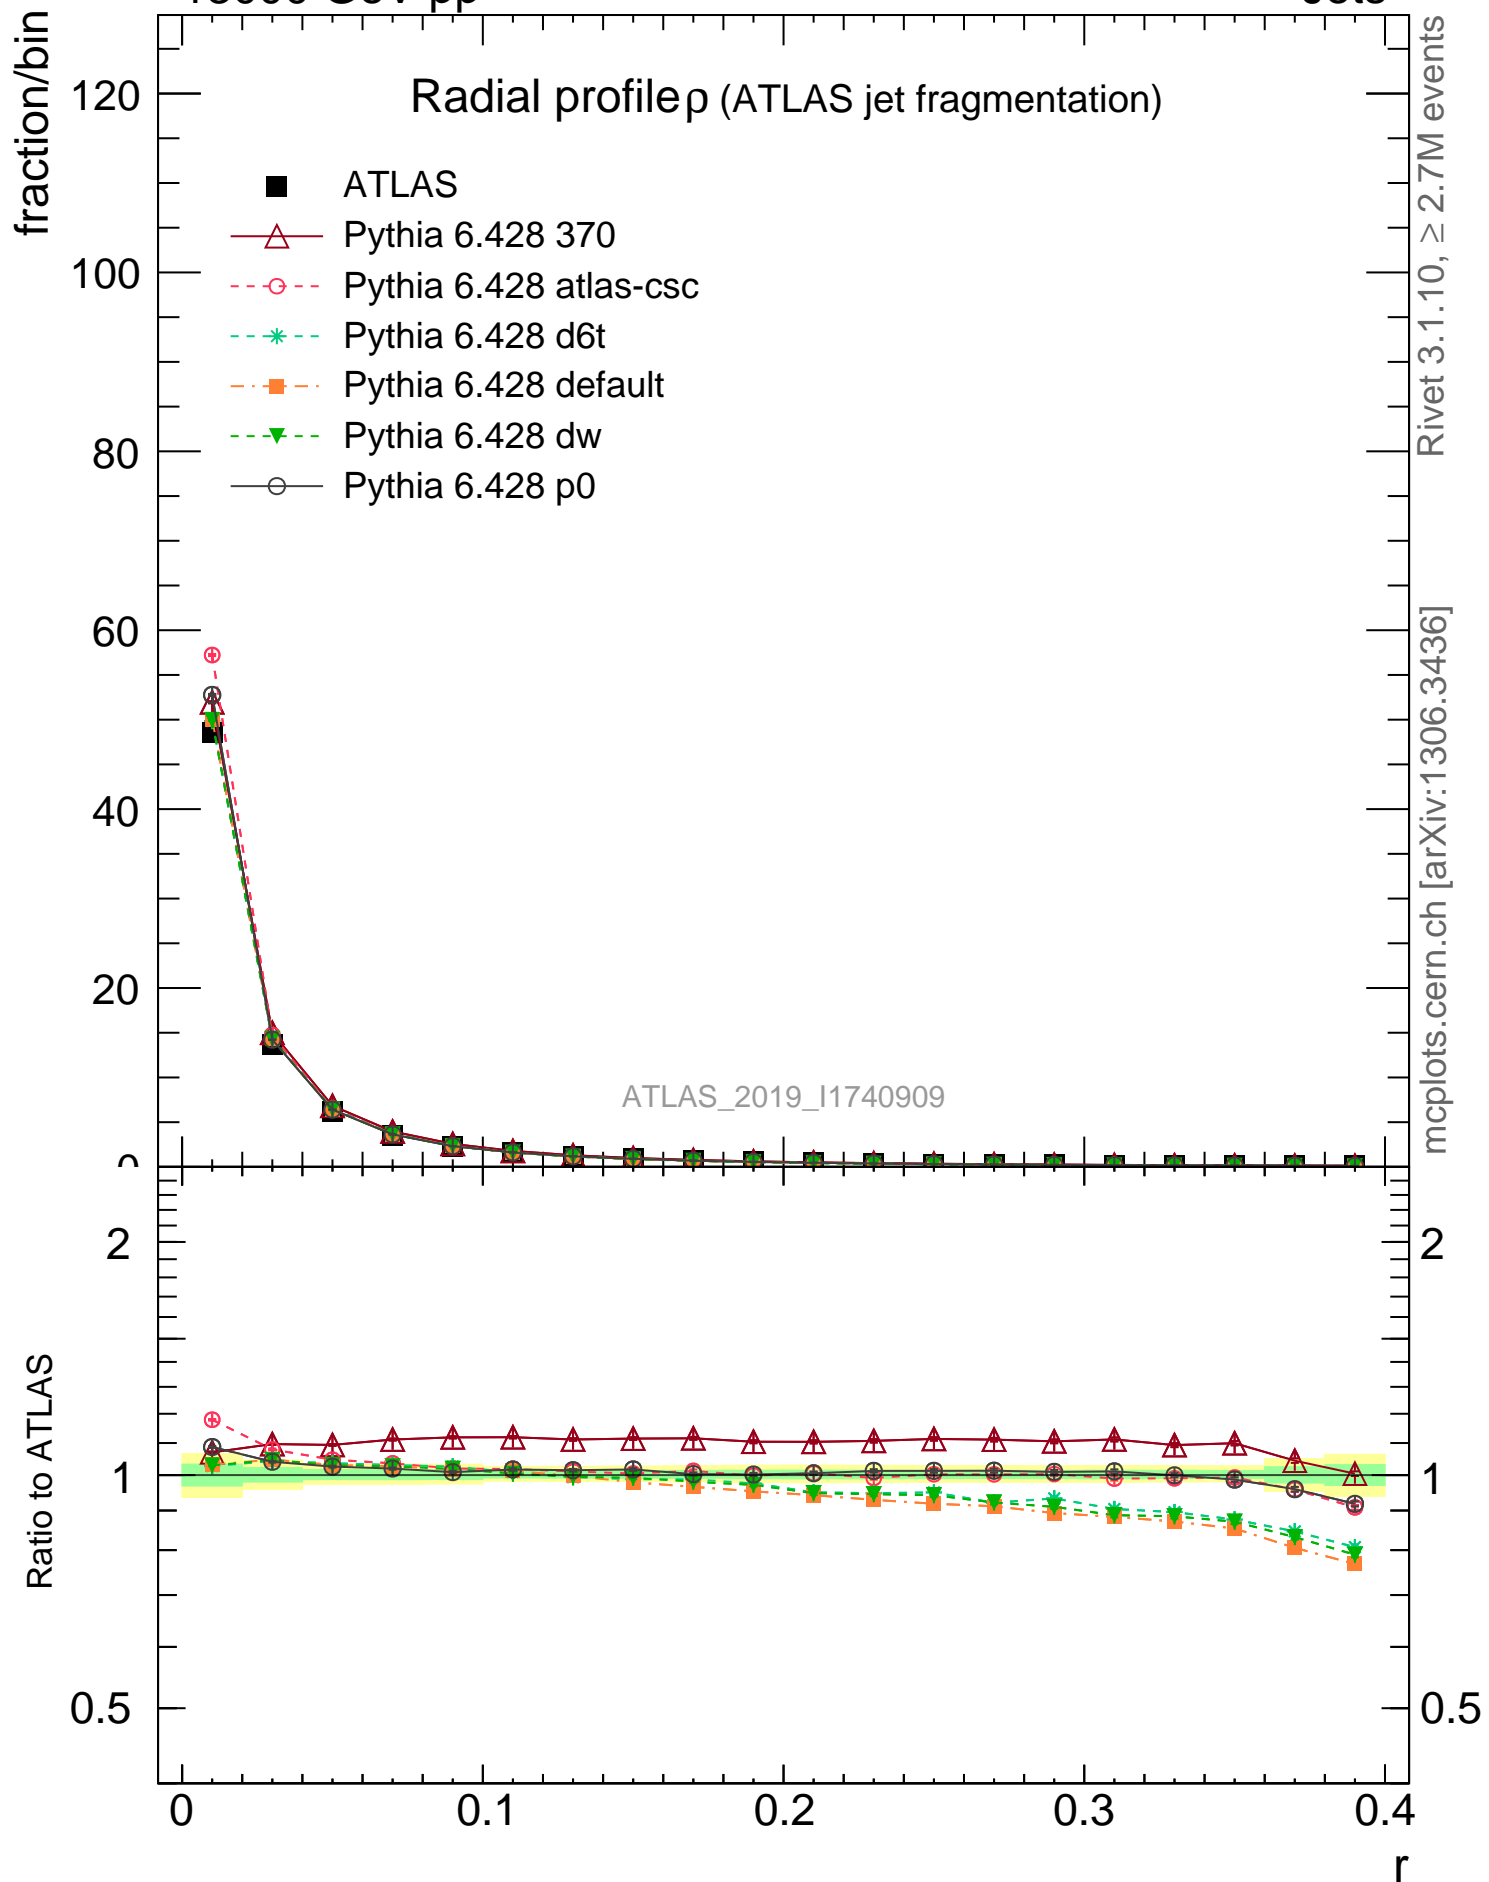 fraction/bin
120
100
80
60
40
20
0
Radial profile ρ (ATLAS jet fragmentation)
ATLAS
Pythia 6.428 370
Pythia 6.428 atlas-csc
Pythia 6.428 d6t
Pythia 6.428 default
Pythia 6.428 dw
Pythia 6.428 p0
ATLAS_2019_I1740909
Rivet 3.1.10, ≥ 2.7M events
mcplots.cern.ch [arXiv:1306.3436]
Ratio to ATLAS
2
1
0.5
2
1
0.5
0
0.1
0.2
0.3
0.4
r